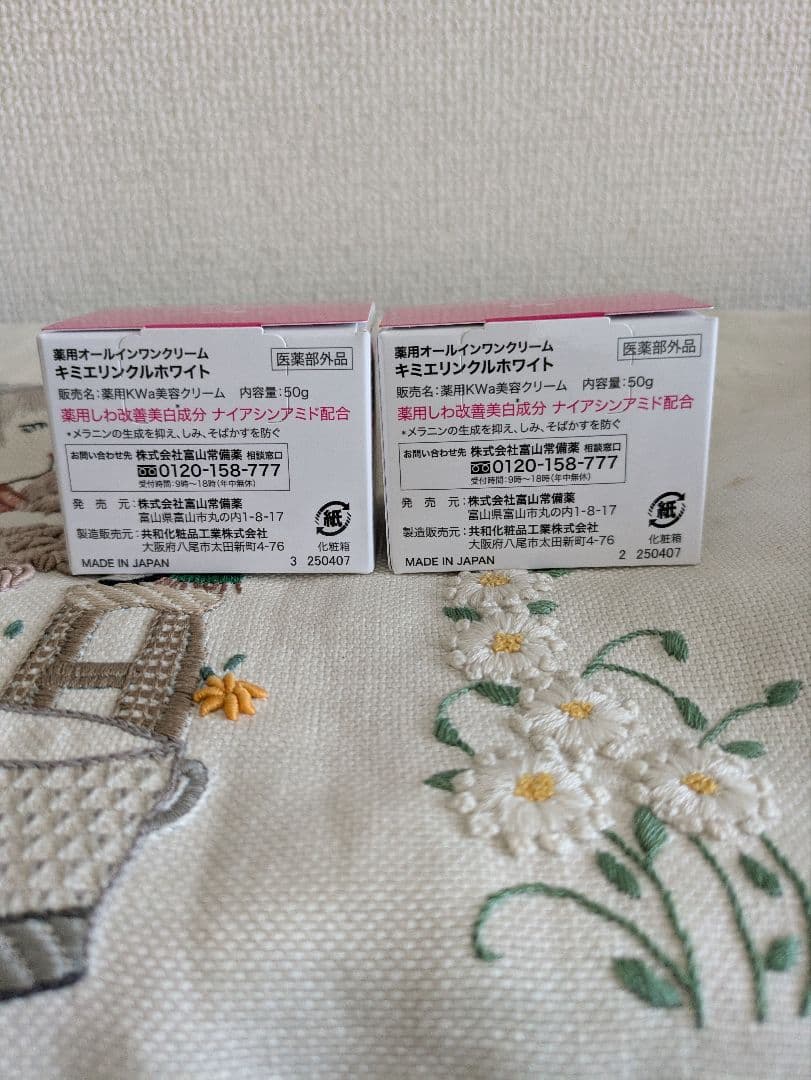 薬用オールインワンクリーム
キミエリンクルホワイト
医薬部外品
販売名:薬用KWa美容クリーム 内容量:50g
薬用しわ改善美白成分* ナイアシンアミド配合
*メラニンの生成を抑え、しみ、そばかすを防ぐ
お問い合わせ先 株式会社富山常備薬 相談窓口
0120-158-777
受付時間:9時〜18時(年中無休)
発売元:株式会社富山常備薬
富山県富山市丸の内1-8-17
製造販売元:共和化粧品工業株式会社
大阪府八尾市太田新町4-76
紙
化粧箱
MADE IN JAPAN
3 250407
薬用オールインワンクリーム
キミエリンクルホワイト
医薬部外品
販売名:薬用KWa美容クリーム 内容量:50g
薬用しわ改善美白成分* ナイアシンアミド配合
*メラニンの生成を抑え、しみ、そばかすを防ぐ
お問い合わせ先 株式会社富山常備薬 相談窓口
0120-158-777
受付時間:9時〜18時(年中無休)
発売元:株式会社富山常備薬
富山県富山市丸の内1-8-17
製造販売元:共和化粧品工業株式会社
大阪府八尾市太田新町4-76
紙
化粧箱
MADE IN JAPAN
2 250407